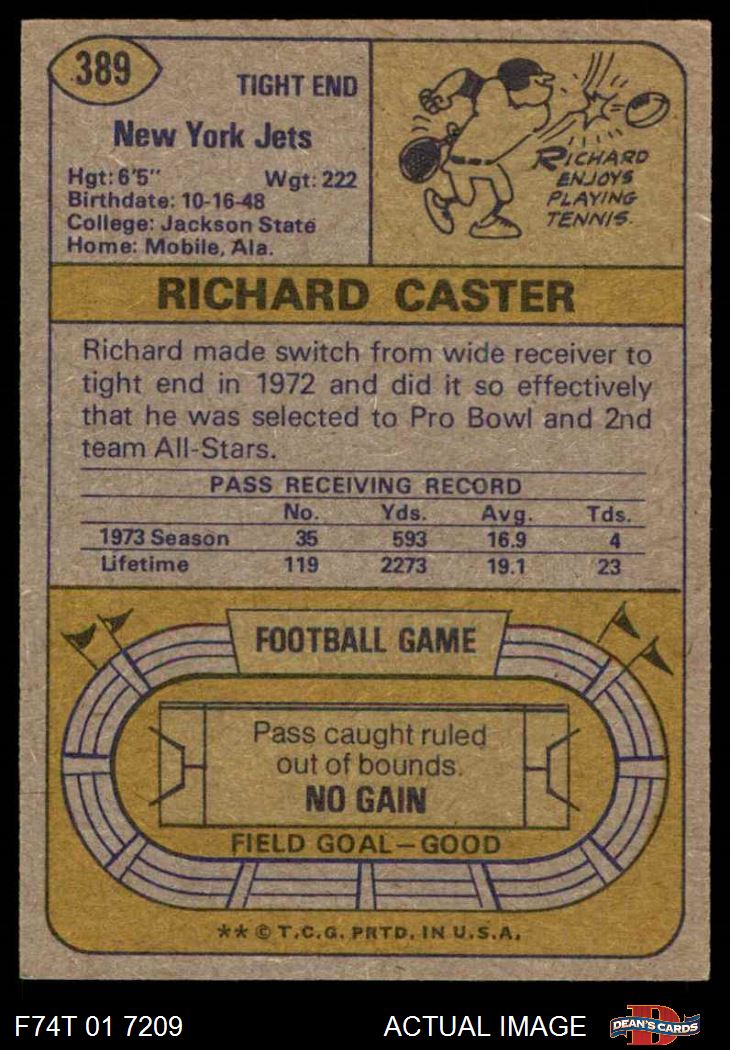 389
TIGHT END
New York Jets
Hgt: 6'5" Wgt: 222
Birthdate: 10-16-48
College: Jackson State
Home: Mobile, Ala.
RICHARD
ENJOYS
PLAYING
TENNIS.
RICHARD CASTER
Richard made switch from wide receiver to
tight end in 1972 and did it so effectively
that he was selected to Pro Bowl and 2nd
team All-Stars.
PASS RECEIVING RECORD
No. Yds. Avg. Tds.
1973 Season 35 593 16.9 4
Lifetime 119 2273 19.1 23
FOOTBALL GAME
Pass caught ruled
out of bounds.
NO GAIN
FIELD GOAL—GOOD
** © T.C.G. PRTD. IN U.S.A.
F74T 01 7209 ACTUAL IMAGE
D
DEAN'S CARDS